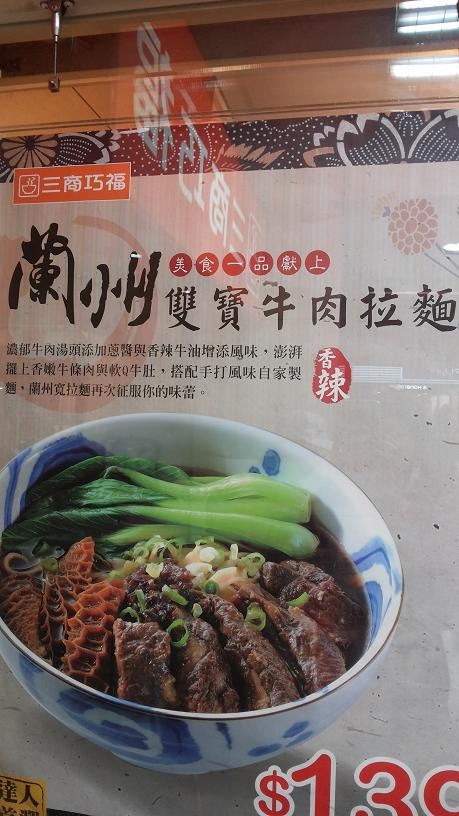 三商巧福
美食一品獻上
蘭州
雙寶牛肉拉麵
濃郁牛肉湯頭添加蔥醬與香辣牛油增添風味，澎湃
擺上香嫩牛條肉與軟Q牛肚，搭配手打風味自家製
麵，蘭州寬拉麵再次征服你的味蕾。
香辣
達人
$139